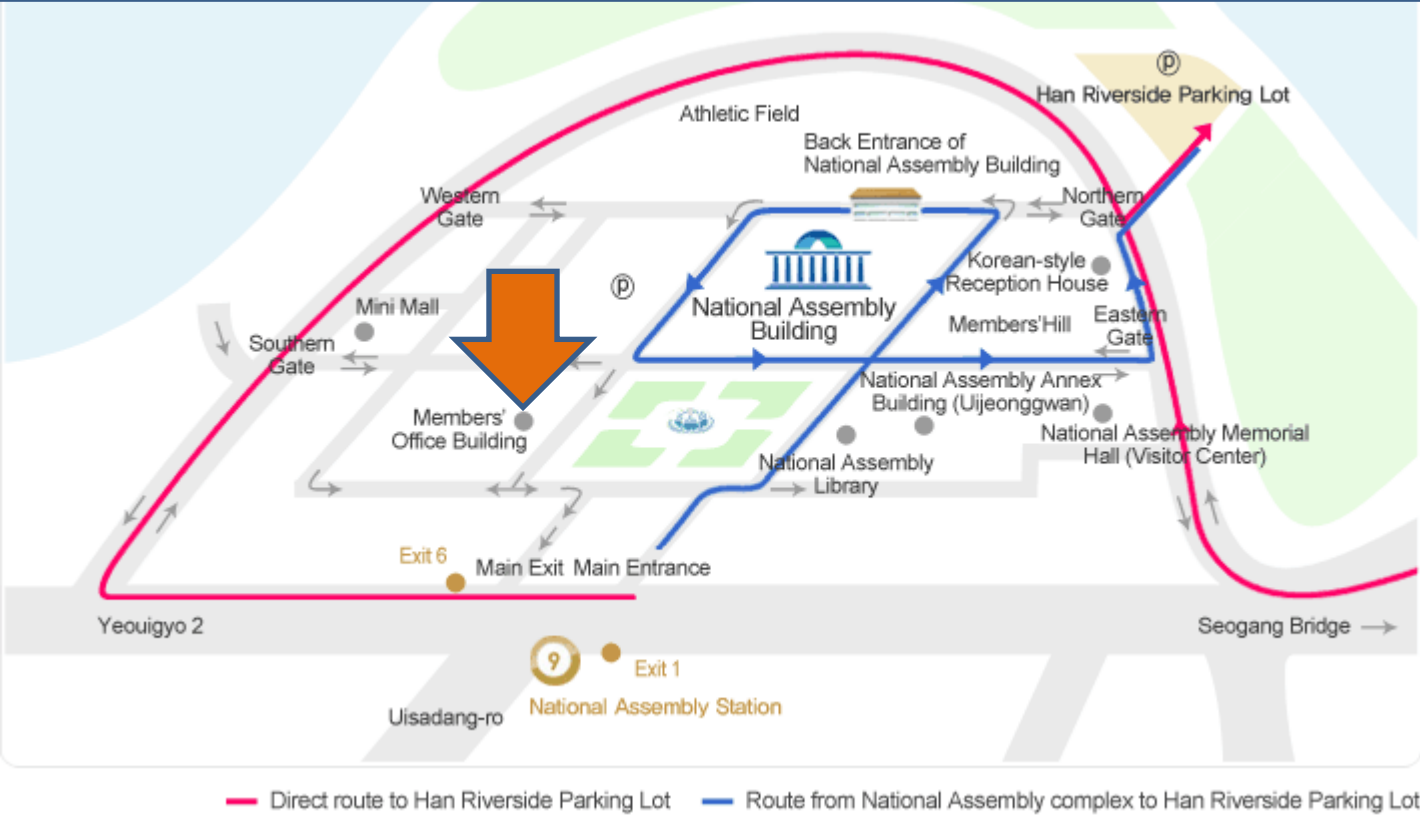 ⓟ
Han Riverside Parking Lot
Athletic Field
Back Entrance of
National Assembly Building
Western
Gate
Northern
Gate
Korean-style
Reception House
ⓟ
National Assembly
Building
Mini Mall
Members'Hill
Eastern
Gate
Southern
Gate
National Assembly Annex
Building (Uijeonggwan)
Members'
Office Building
National Assembly Memorial
Hall (Visitor Center)
National Assembly
Library
Exit 6
Main Exit
Main Entrance
Yeouigyo 2
Seogang Bridge
9
Exit 1
National Assembly Station
Uisadang-ro
Direct route to Han Riverside Parking Lot
Route from National Assembly complex to Han Riverside Parking Lot